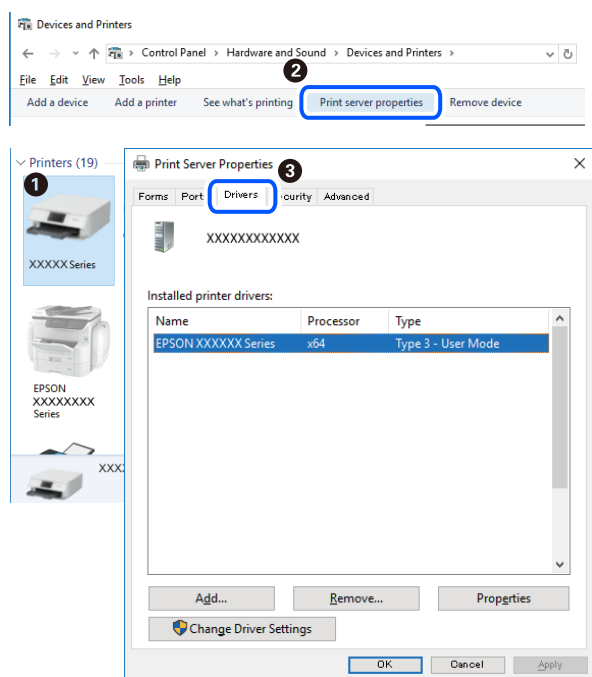 Devices and Printers
Control Panel > Hardware and Sound > Devices and Printers >
2
File Edit View Tools Help
Add a device Add a printer See what's printing Print server properties Remove device
Printers (19)
1
XXXXX Series
EPSON
XXXXXXXX
Series
XXX
Print Server Properties
3
Forms Port Drivers curity Advanced
XXXXXXXXXXXX
Installed printer drivers:
Name Processor Type
EPSON XXXXXX Series x64 Type 3 - User Mode
Add... Remove... Properties
Change Driver Settings
OK Cancel Apply